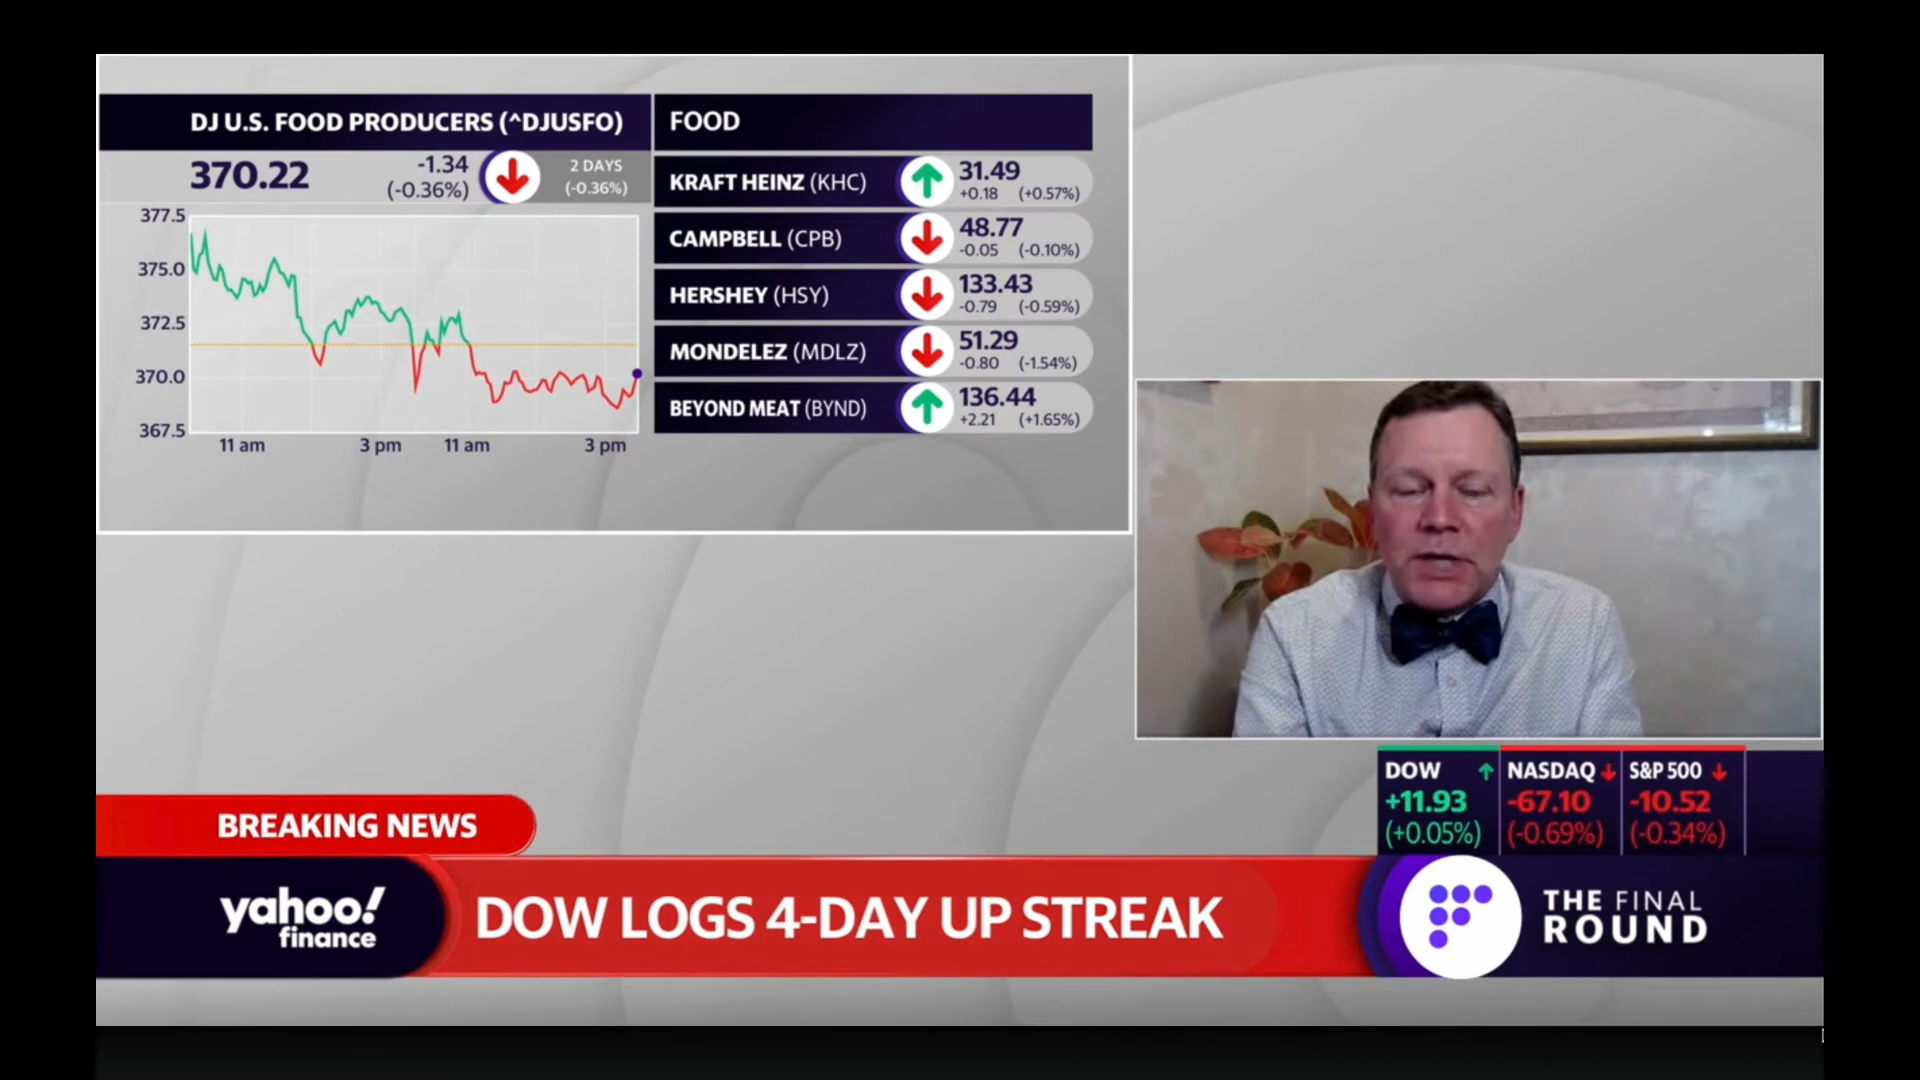 DJ U.S. FOOD PRODUCERS (^DJUSFO)
370.22
-1.34
(-0.36%)
2 DAYS
(-0.36%)
377.5
375.0
372.5
370.0
367.5
11 am 3 pm 11 am 3 pm
FOOD
KRAFT HEINZ (KHC) 31.49
+0.18 (+0.57%)
CAMPBELL (CPB) 48.77
-0.05 (-0.10%)
HERSHEY (HSY) 133.43
-0.79 (-0.59%)
MONDELEZ (MDLZ) 51.29
-0.80 (-1.54%)
BEYOND MEAT (BYND) 136.44
+2.21 (+1.65%)
DOW NASDAQ S&P 500
+11.93 -67.10 -10.52
(+0.05%) (-0.69%) (-0.34%)
BREAKING NEWS
yahoo!
finance
DOW LOGS 4-DAY UP STREAK
THE FINAL
ROUND